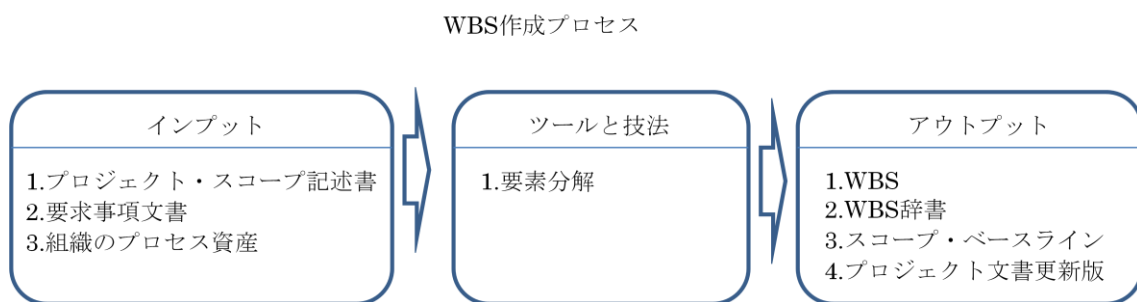 WBS作成プロセス
インプット
1.プロジェクト・スコープ記述書
2.要求事項文書
3.組織のプロセス資産
ツールと技法
1.要素分解
アウトプット
1.WBS
2.WBS辞書
3.スコープ・ベースライン
4.プロジェクト文書更新版